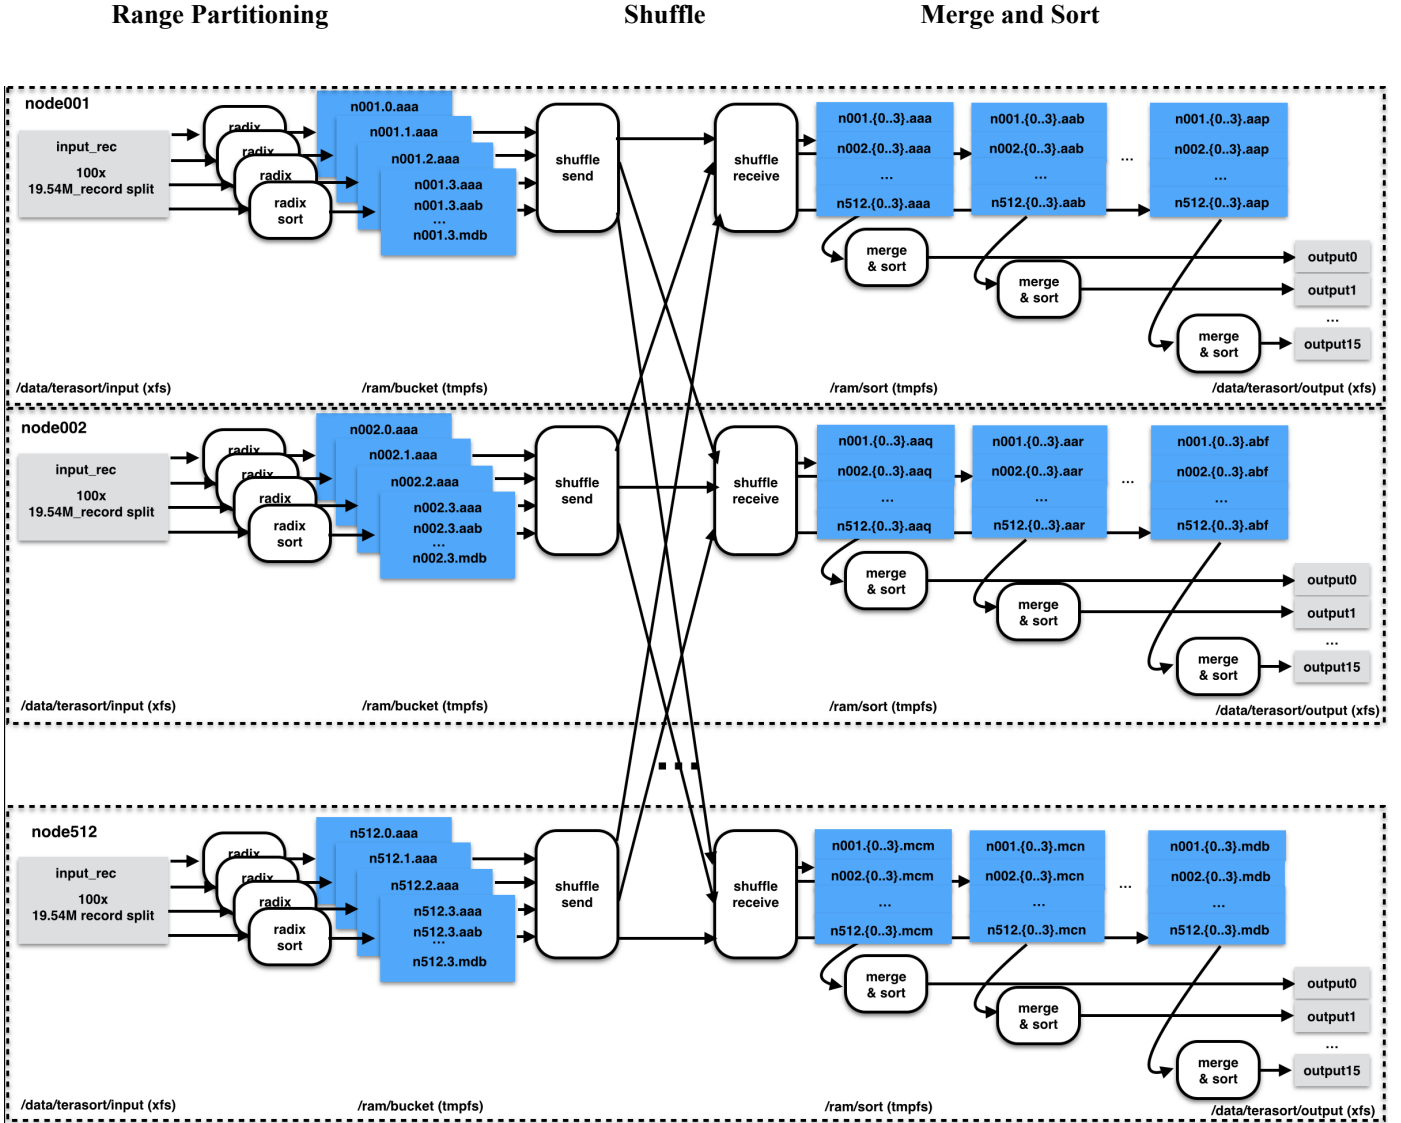 Range Partitioning
Shuffle
Merge and Sort
node001
input_rec
100x
19.54M_record split
radix
radix
radix
radix
sort
n001.0.aaa
n001.1.aaa
n001.2.aaa
n001.3.aaa
n001.3.aab
...
n001.3.mdb
shuffle
send
shuffle
receive
n001.{0..3}.aaa
n002.{0..3}.aaa
...
n512.{0..3}.aaa
n001.{0..3}.aab
n002.{0..3}.aab
...
n512.{0..3}.aab
...
n001.{0..3}.aap
n002.{0..3}.aap
...
n512.{0..3}.aap
merge
& sort
merge
& sort
merge
& sort
output0
output1
...
output15
/data/terasort/input (xfs)
/ram/bucket (tmpfs)
/ram/sort (tmpfs)
/data/terasort/output (xfs)
node002
input_rec
100x
19.54M_record split
radix
radix
radix
radix
sort
n002.0.aaa
n002.1.aaa
n002.2.aaa
n002.3.aaa
n002.3.aab
...
n002.3.mdb
shuffle
send
shuffle
receive
n001.{0..3}.aaq
n002.{0..3}.aaq
...
n512.{0..3}.aaq
n001.{0..3}.aar
n002.{0..3}.aar
...
n512.{0..3}.aar
...
n001.{0..3}.abf
n002.{0..3}.abf
...
n512.{0..3}.abf
merge
& sort
merge
& sort
merge
& sort
output0
output1
...
output15
/data/terasort/input (xfs)
/ram/bucket (tmpfs)
/ram/sort (tmpfs)
/data/terasort/output (xfs)
...
node512
input_rec
100x
19.54M record split
radix
radix
radix
radix
sort
n512.0.aaa
n512.1.aaa
n512.2.aaa
n512.3.aaa
n512.3.aab
...
n512.3.mdb
shuffle
send
shuffle
receive
n001.{0..3}.mcm
n002.{0..3}.mcm
...
n512.{0..3}.mcm
n001.{0..3}.mcn
n002.{0..3}.mcn
...
n512.{0..3}.mcn
...
n001.{0..3}.mdb
n002.{0..3}.mdb
...
n512.{0..3}.mdb
merge
& sort
merge
& sort
merge
& sort
output0
output1
...
output15
/data/terasort/input (xfs)
/ram/bucket (tmpfs)
/ram/sort (tmpfs)
/data/terasort/output (xfs)